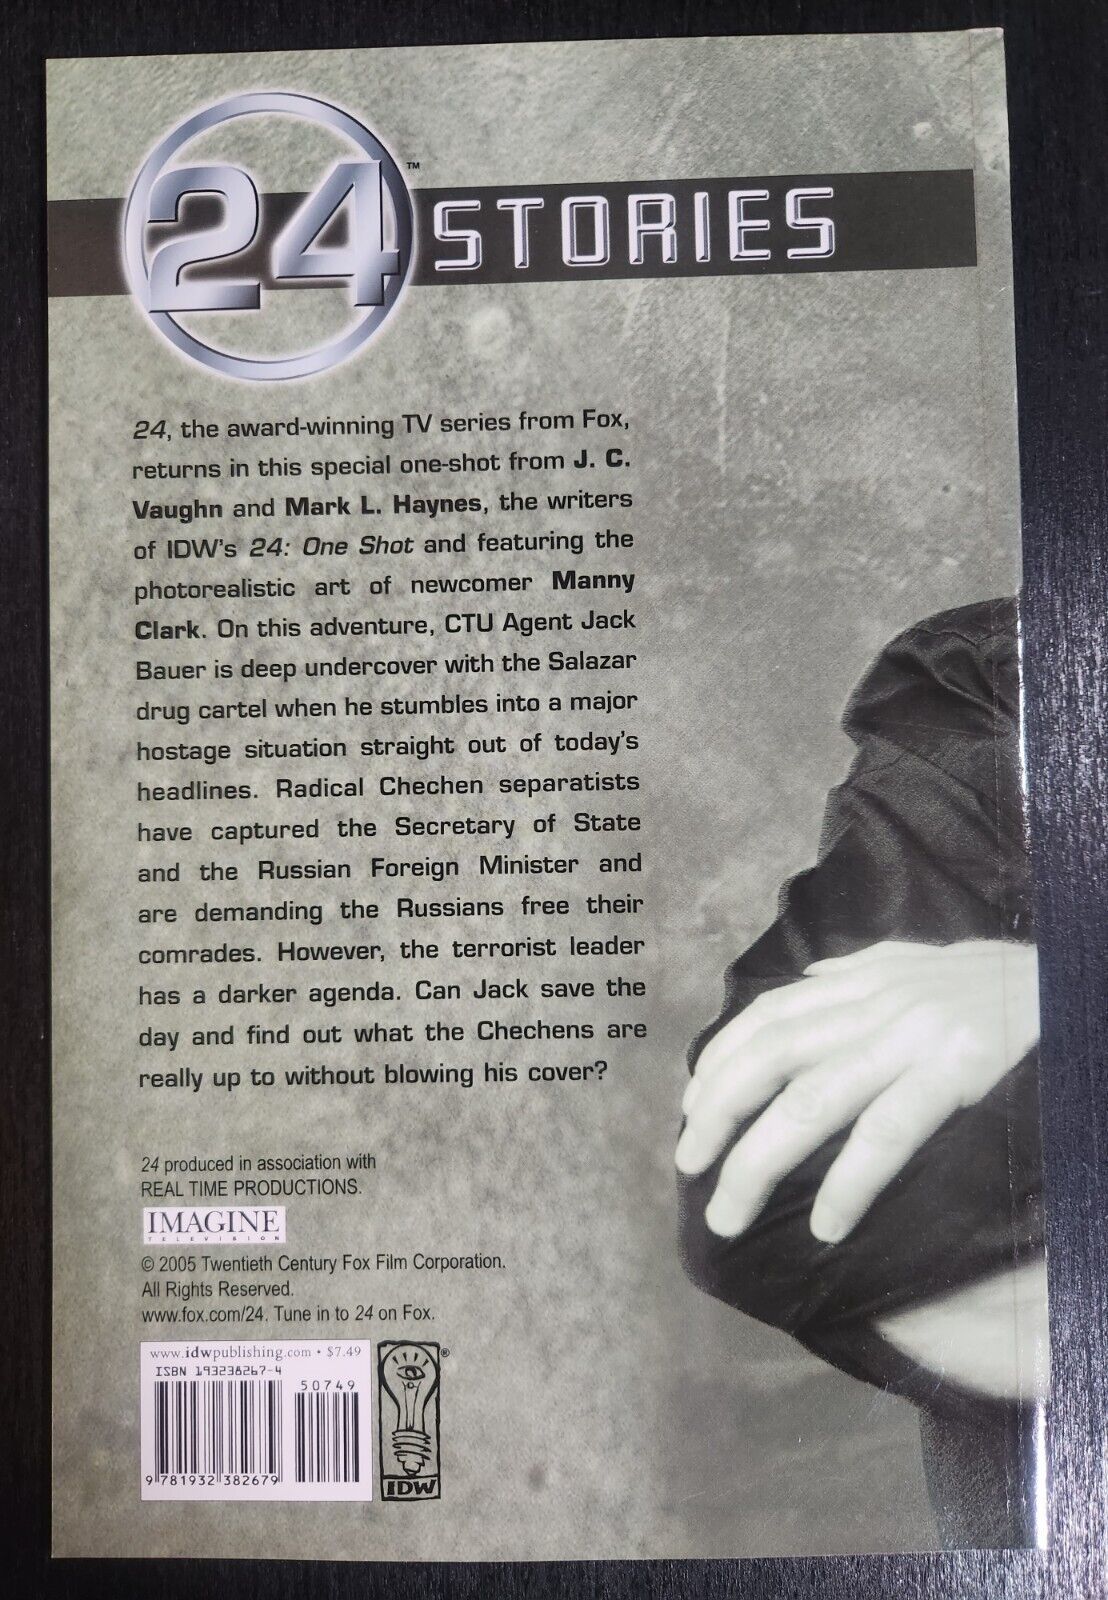 24™ STORIES
24, the award-winning TV series from Fox,
returns in this special one-shot from J. C.
Vaughn and Mark L. Haynes, the writers
of IDW's 24: One Shot and featuring the
photorealistic art of newcomer Manny
Clark. On this adventure, CTU Agent Jack
Bauer is deep undercover with the Salazar
drug cartel when he stumbles into a major
hostage situation straight out of today's
headlines. Radical Chechen separatists
have captured the Secretary of State
and the Russian Foreign Minister and
are demanding the Russians free their
comrades. However, the terrorist leader
has a darker agenda. Can Jack save the
day and find out what the Chechens are
really up to without blowing his cover?
24 produced in association with
REAL TIME PRODUCTIONS.
IMAGINE
TELEVISION
© 2005 Twentieth Century Fox Film Corporation.
All Rights Reserved.
www.fox.com/24. Tune in to 24 on Fox.
www.idwpublishing.com • $7.49
ISBN 193238267-4
50749
9 781932 382679
IDW®